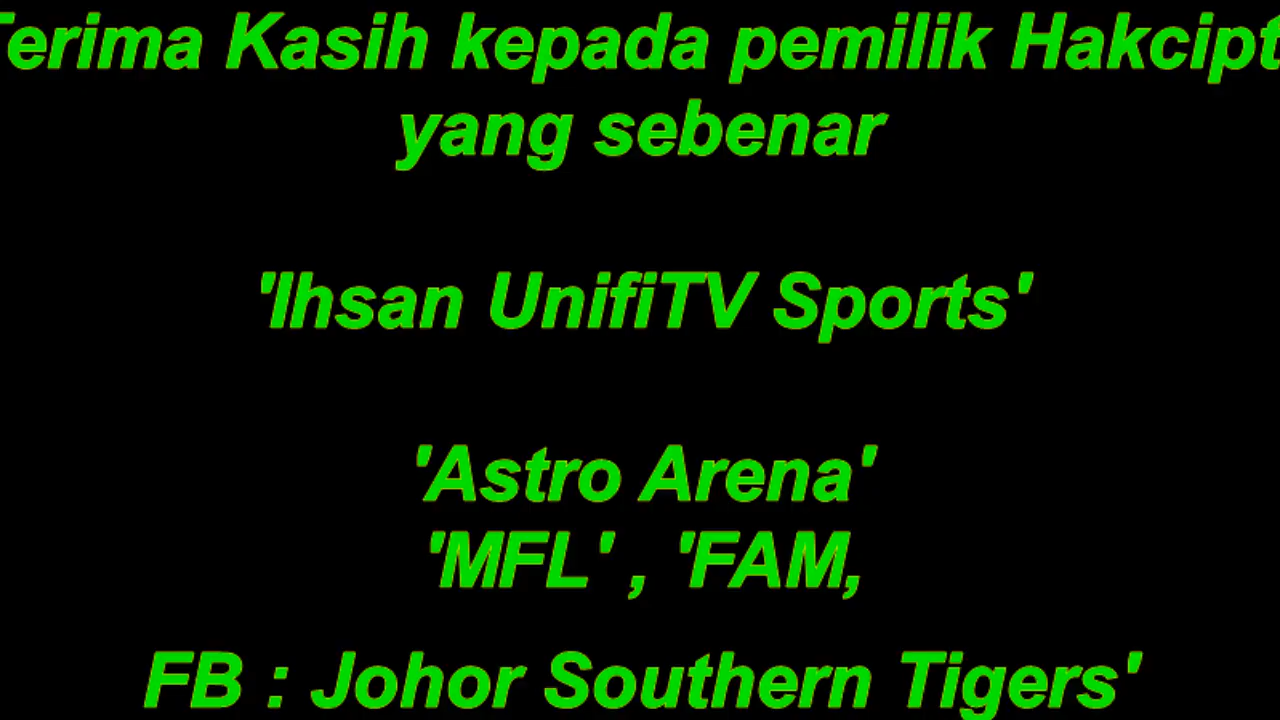 Terima Kasih kepada pemilik Hakcipt
yang sebenar
'Ihsan UnifiTV Sports'
'Astro Arena'
'MFL' , 'FAM,
FB : Johor Southern Tigers'